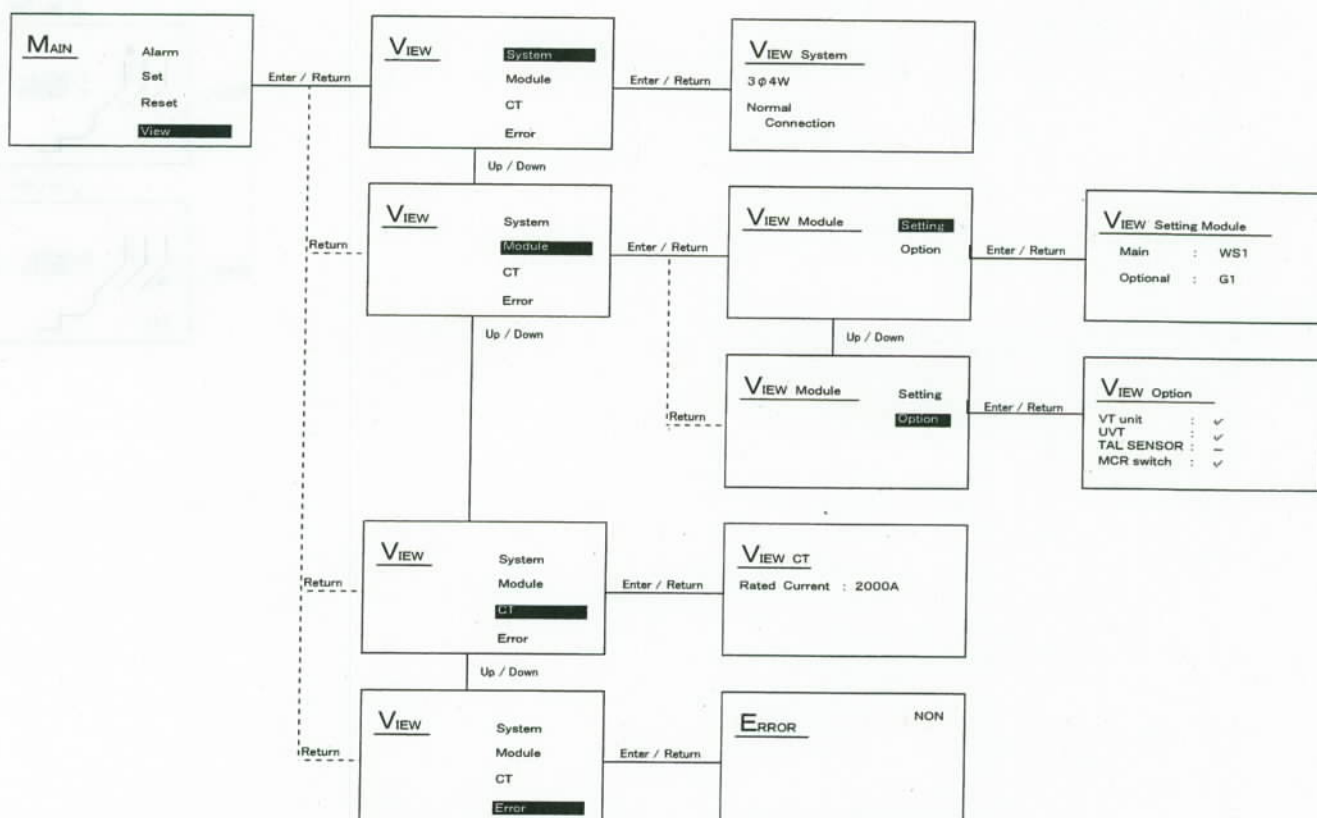 MAIN
Alarm
Set
Reset
View
Enter / Return
VIEW
System
Module
CT
Error
Enter / Return
VIEW System
3φ4W
Normal
Connection
Up / Down
Return
VIEW
System
Module
CT
Error
Enter / Return
VIEW Module
Setting
Option
Enter / Return
VIEW Setting Module
Main : WS1
Optional : G1
Up / Down
Up / Down
Return
VIEW Module
Setting
Option
Enter / Return
VIEW Option
VT unit : ✓
UVT : ✓
TAL SENSOR : –
MCR switch : ✓
Return
VIEW
System
Module
CT
Error
Enter / Return
VIEW CT
Rated Current : 2000A
Up / Down
Return
VIEW
System
Module
CT
Error
Enter / Return
ERROR
NON